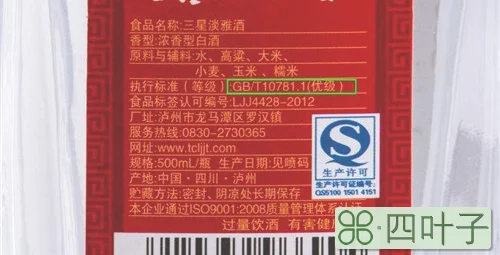 食品名称:三星淡雅酒
香型:浓香型白酒
原料与辅料:水、高粱、大米、
小麦、玉米、糯米
执行标准（等级）:GB/T10781.1(优级）
食品标签认可编号:LJJ4428-2012
厂址:泸州市龙马潭区罗汉镇
服务热线:0830-2730365
网址:www.tcljjt.com
规格:500mL/瓶 生产日期:见喷码
产地:中国·四川·泸州
贮藏方法:密封、阴凉处长期保存
本企业通过ISO9001:2008质量管理体系认证
过量饮酒 有害健康
生产许可
生产许可证编号:
QS5100 1501 4151
四叶子